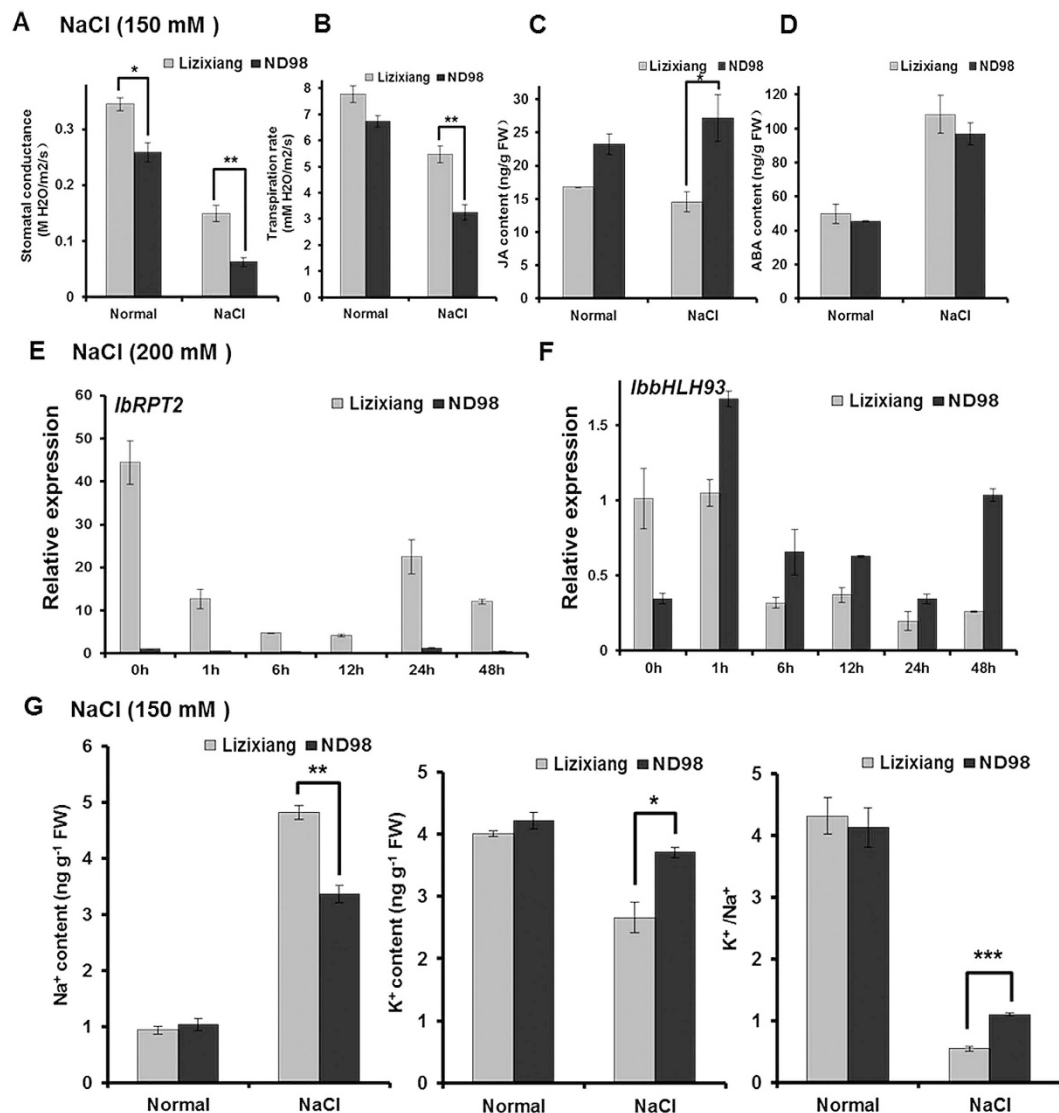 A NaCl (150 mM )
B
C
D
Lizixiang ND98
Lizixiang ND98
Lizixiang ND98
Lizixiang ND98
*
**
**
*
Stomatal conductance
(M H2O/m2/s)
0.3
0.2
0.1
0
Normal NaCl
Transpiration rate
(mM H2O/m2/s)
8
7
6
5
4
3
2
1
0
Normal NaCl
JA content (ng/g FW)
30
25
20
15
10
5
0
Normal NaCl
ABA content (ng/g FW)
120
100
80
60
40
20
0
Normal NaCl
E NaCl (200 mM )
IbRPT2
Lizixiang ND98
Relative expression
60
50
40
30
20
10
0
0h 1h 6h 12h 24h 48h
F
IbbHLH93
Lizixiang ND98
Relative expression
1.5
1
0.5
0
0h 1h 6h 12h 24h 48h
G NaCl (150 mM )
Lizixiang ND98
**
Na⁺ content (ng g⁻¹ FW)
6
5
4
3
2
1
0
Normal NaCl
Lizixiang ND98
*
K⁺ content (ng g⁻¹ FW)
5
4
3
2
1
0
Normal NaCl
Lizixiang ND98
***
K⁺ /Na⁺
5
4
3
2
1
0
Normal NaCl